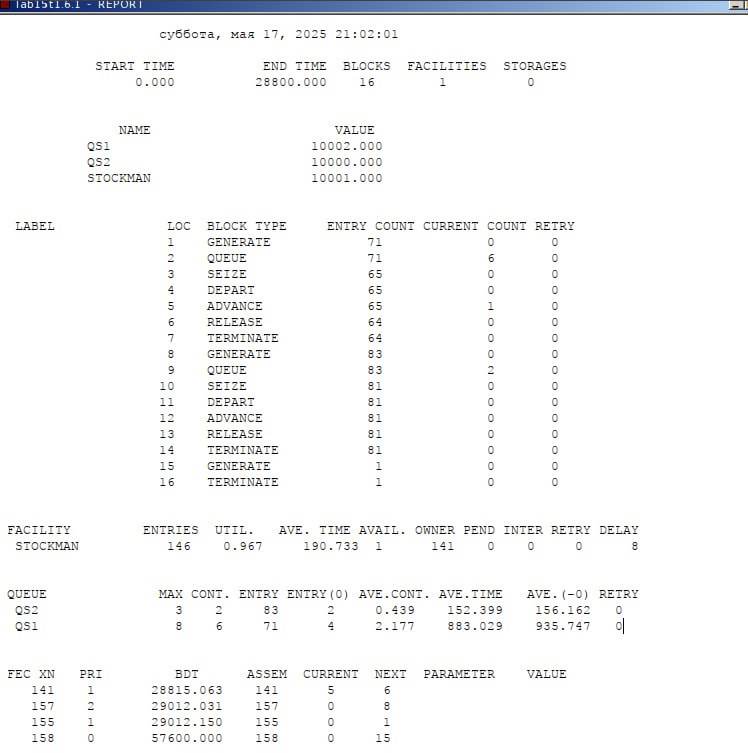 Lab15t1.6.1 - REPORT
суббота, мая 17, 2025 21:02:01
START TIME END TIME BLOCKS FACILITIES STORAGES
0.000 28800.000 16 1 0
NAME VALUE
QS1 10002.000
QS2 10000.000
STOCKMAN 10001.000
LABEL LOC BLOCK TYPE ENTRY COUNT CURRENT COUNT RETRY
1 GENERATE 71 0 0
2 QUEUE 71 6 0
3 SEIZE 65 0 0
4 DEPART 65 0 0
5 ADVANCE 65 1 0
6 RELEASE 64 0 0
7 TERMINATE 64 0 0
8 GENERATE 83 0 0
9 QUEUE 83 2 0
10 SEIZE 81 0 0
11 DEPART 81 0 0
12 ADVANCE 81 0 0
13 RELEASE 81 0 0
14 TERMINATE 81 0 0
15 GENERATE 1 0 0
16 TERMINATE 1 0 0
FACILITY ENTRIES UTIL. AVE. TIME AVAIL. OWNER PEND INTER RETRY DELAY
STOCKMAN 146 0.967 190.733 1 141 0 0 0 8
QUEUE MAX CONT. ENTRY ENTRY(0) AVE.CONT. AVE.TIME AVE.(-0) RETRY
QS2 3 2 83 2 0.439 152.399 156.162 0
QS1 8 6 71 4 2.177 883.029 935.747 0
FEC XN PRI BDT ASSEM CURRENT NEXT PARAMETER VALUE
141 1 28815.063 141 5 6
157 2 29012.031 157 0 8
155 1 29012.150 155 0 1
158 0 57600.000 158 0 15